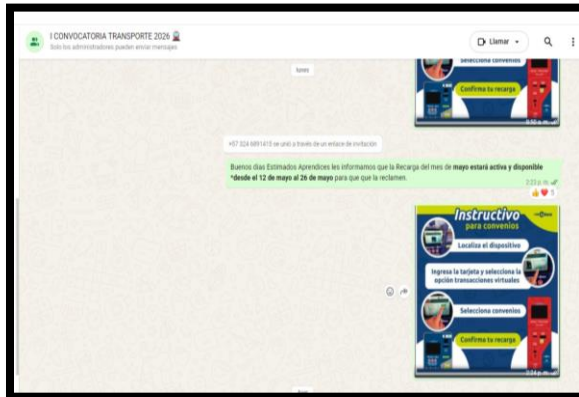 I CONVOCATORIA TRANSPORTE 2026
Solo los administradores pueden enviar mensajes
Llamar
lunes
Selecciona convenios
Confirma tu recarga
se unió a través de un enlace de invitación
Buenos días Estimados Aprendices les informamos que la Recarga del mes de mayo estará activa y disponible
*desde el 12 de mayo al 26 de mayo para que que la reclamen.
2:23 p. m.
Instructivo
para convenios
Localiza el dispositivo
Ingresa la tarjeta y selecciona la
opción transacciones virtuales
Selecciona convenios
Confirma tu recarga